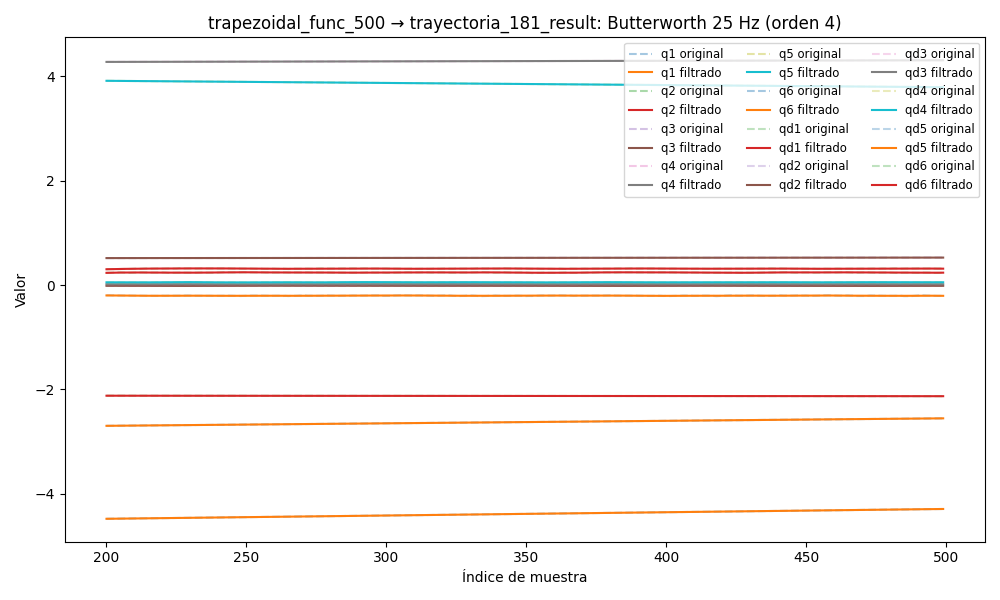 trapezoidal_func_500 → trayectoria_181_result: Butterworth 25 Hz (orden 4)
q1 original
q1 filtrado
q2 original
q2 filtrado
q3 original
q3 filtrado
q4 original
q4 filtrado
q5 original
q5 filtrado
q6 original
q6 filtrado
qd1 original
qd1 filtrado
qd2 original
qd2 filtrado
qd3 original
qd3 filtrado
qd4 original
qd4 filtrado
qd5 original
qd5 filtrado
qd6 original
qd6 filtrado
Valor
4
2
0
−2
−4
200
250
300
350
400
450
500
Índice de muestra